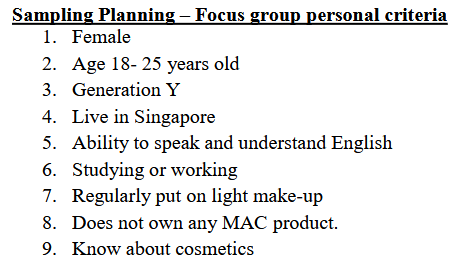 Sampling Planning – Focus group personal criteria
1. Female
2. Age 18- 25 years old
3. Generation Y
4. Live in Singapore
5. Ability to speak and understand English
6. Studying or working
7. Regularly put on light make-up
8. Does not own any MAC product.
9. Know about cosmetics